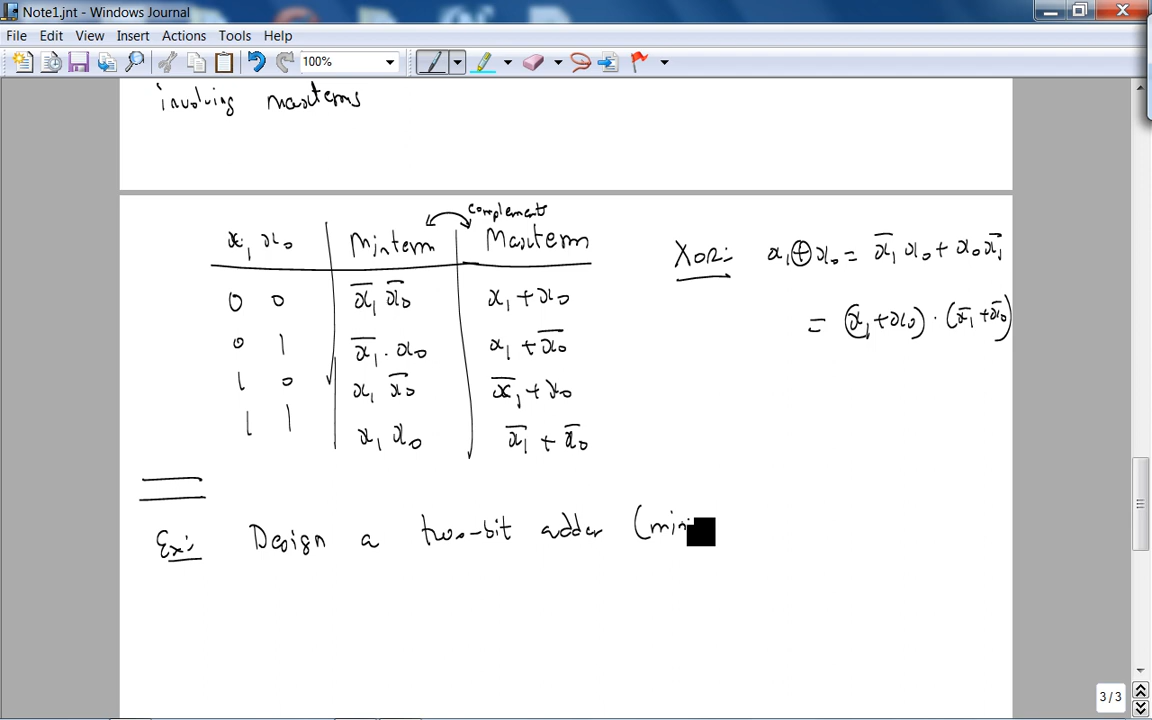 Note1.jnt - Windows Journal
File Edit View Insert Actions Tools Help
100%
involving maxterms
complements
x₁ x₀ Minterm Maxterm
0 0 x̄₁ x̄₀ x₁ + x₀
0 1 x̄₁ · x₀ x₁ + x̄₀
1 0 x₁ x̄₀ x̄₁ + x₀
1 1 x₁ x₀ x̄₁ + x̄₀
XOR: x₁ ⊕ x₀ = x̄₁ x₀ + x₀ x̄₁
= (x₁ + x₀) · (x̄₁ + x̄₀)
Ex: Design a two-bit adder (min
3 / 3